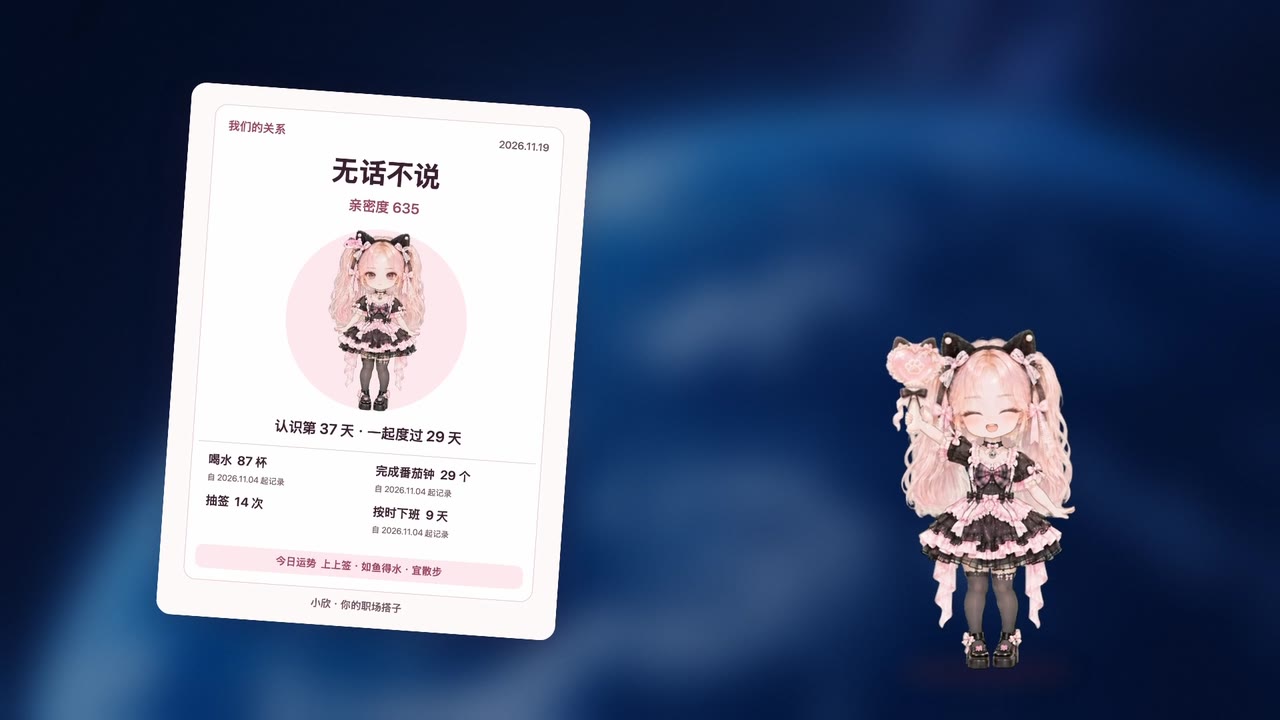 我们的关系
2026.11.19
无话不说
亲密度 635
认识第 37 天 · 一起度过 29 天
喝水 87 杯
自 2026.11.04 起记录
完成番茄钟 29 个
自 2026.11.04 起记录
抽签 14 次
按时下班 9 天
自 2026.11.04 起记录
今日运势 上上签 · 如鱼得水 · 宜散步
小欣 · 你的职场搭子